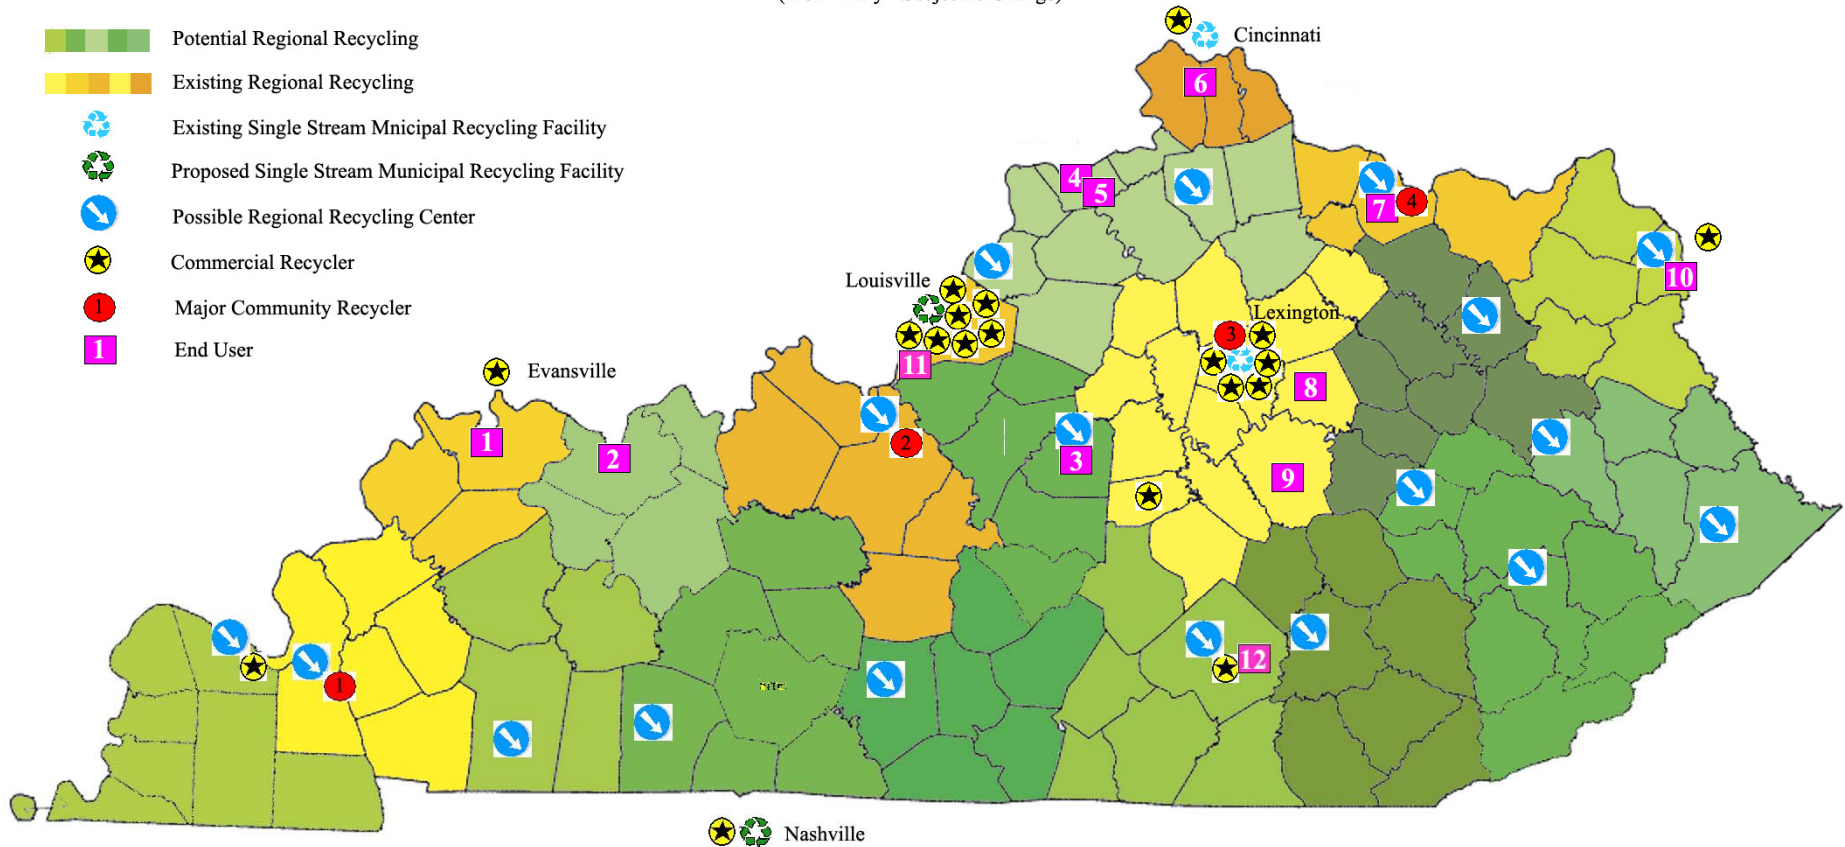 Potential Regional Recycling
Existing Regional Recycling
Existing Single Stream Mnicipal Recycling Facility
Proposed Single Stream Municipal Recycling Facility
Possible Regional Recycling Center
Commercial Recycler
1 Major Community Recycler
1 End User
Cincinnati
6
4
5
7
4
10
Louisville
Lexington
3
11
Evansville
8
1
2
2
3
9
12
1
Nashville